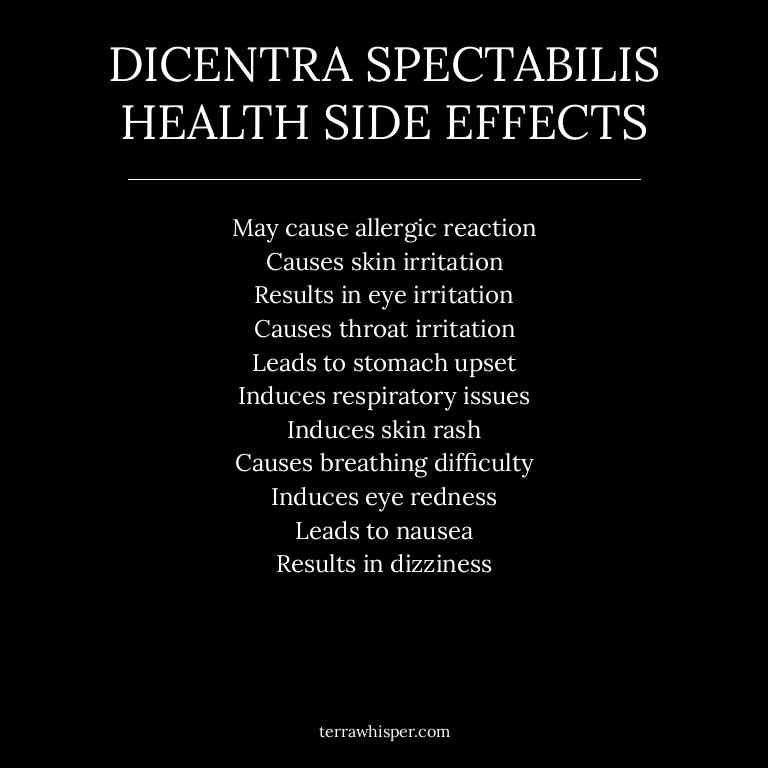 DICENTRA SPECTABILIS
HEALTH SIDE EFFECTS
May cause allergic reaction
Causes skin irritation
Results in eye irritation
Causes throat irritation
Leads to stomach upset
Induces respiratory issues
Induces skin rash
Causes breathing difficulty
Induces eye redness
Leads to nausea
Results in dizziness
terrawhisper.com